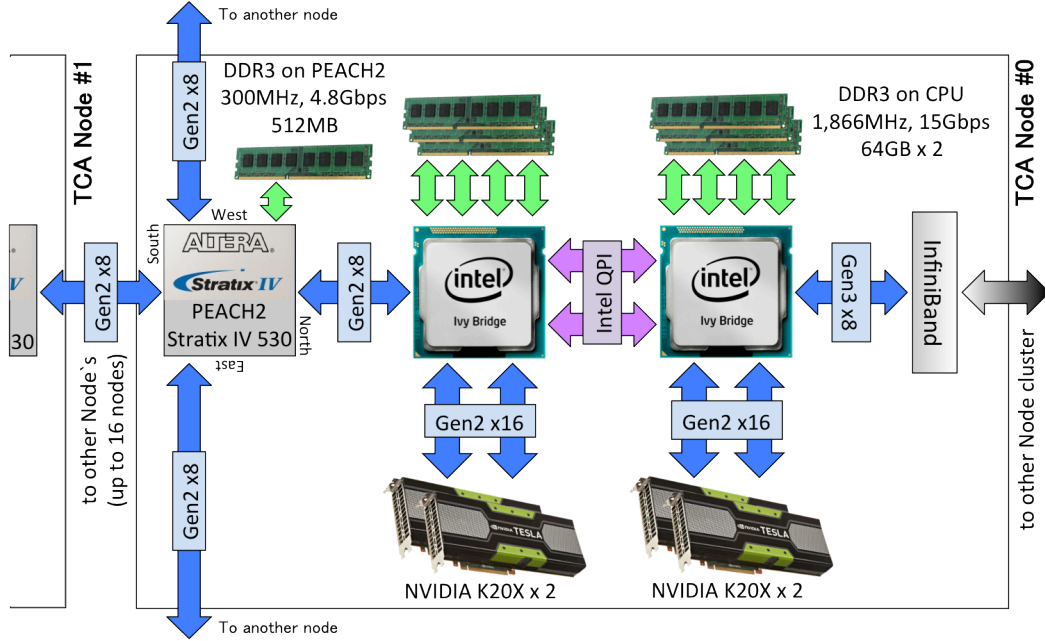 To another node
TCA Node #1
Gen2 x8
DDR3 on PEACH2
300MHz, 4.8Gbps
512MB
DDR3 on CPU
1,866MHz, 15Gbps
64GB x 2
TCA Node #0
West
South
ALTERA.
Stratix IV
PEACH2
Stratix IV 530
North
East
V
30
Gen2 x8
Gen2 x8
intel
Ivy Bridge
Intel QPI
intel
Ivy Bridge
Gen3 x8
InfiniBand
to other Node`s
(up to 16 nodes)
Gen2 x8
Gen2 x16
Gen2 x16
to other Node cluster
NVIDIA TESLA
NVIDIA TESLA
NVIDIA K20X x 2
NVIDIA K20X x 2
To another node